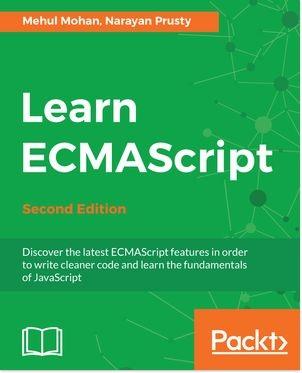 Mehul Mohan, Narayan Prusty
Learn
ECMAScript
Second Edition
Discover the latest ECMAScript features in order
to write cleaner code and learn the fundamentals
of JavaScript
Packt>